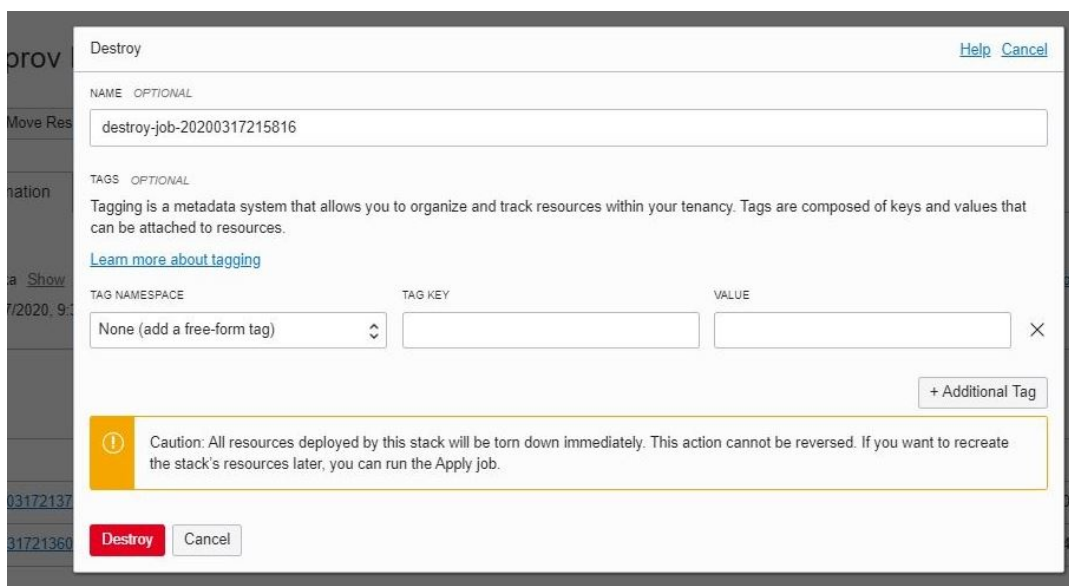 Destroy
Help Cancel
prov
NAME OPTIONAL
Move Res
destroy-job-20200317215816
TAGS OPTIONAL
nation
Tagging is a metadata system that allows you to organize and track resources within your tenancy. Tags are composed of keys and values that
can be attached to resources.
Learn more about tagging
a Show
TAG NAMESPACE TAG KEY VALUE
7/2020, 9:3
None (add a free-form tag)
+ Additional Tag
Caution: All resources deployed by this stack will be torn down immediately. This action cannot be reversed. If you want to recreate
the stack's resources later, you can run the Apply job.
03172137
31721360
Destroy Cancel